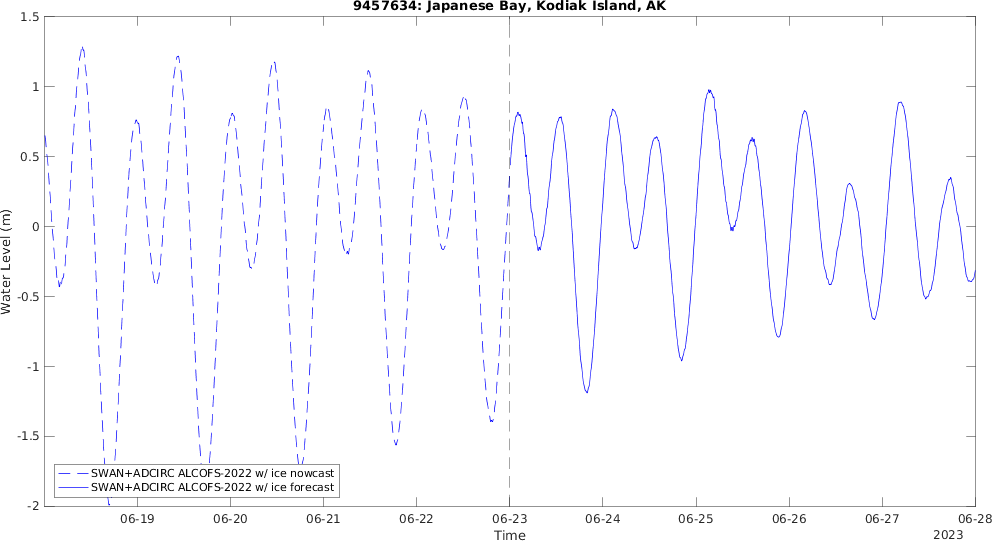 9457634: Japanese Bay, Kodiak Island, AK
1.5
1
0.5
0
-0.5
-1
-1.5
-2
Water Level (m)
SWAN+ADCIRC ALCOFS-2022 w/ ice nowcast
SWAN+ADCIRC ALCOFS-2022 w/ ice forecast
06-19 06-20 06-21 06-22 06-23 06-24 06-25 06-26 06-27 06-28
Time
2023